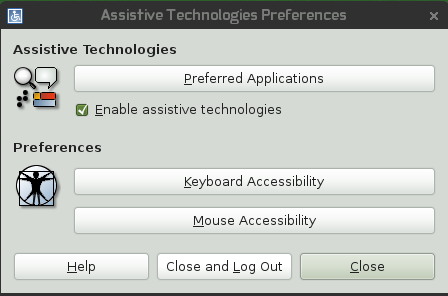 Assistive Technologies Preferences
Assistive Technologies
Preferred Applications
Enable assistive technologies
Preferences
Keyboard Accessibility
Mouse Accessibility
Help Close and Log Out Close